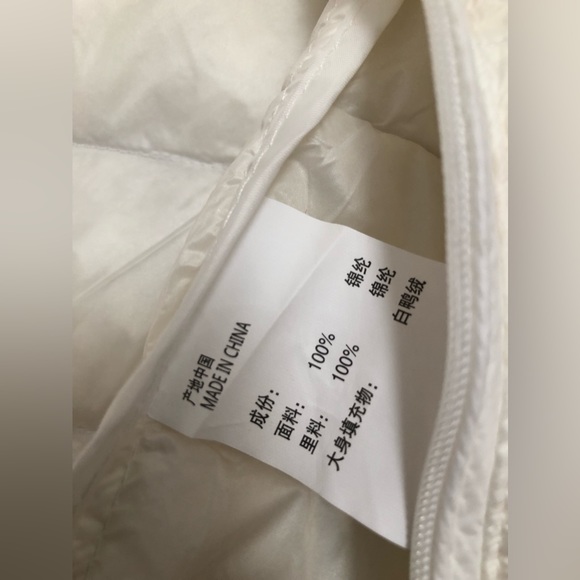 产地中国
MADE IN CHINA
成份：
面料： 100% 锦纶
里料： 100% 锦纶
大身填充物： 白鸭绒